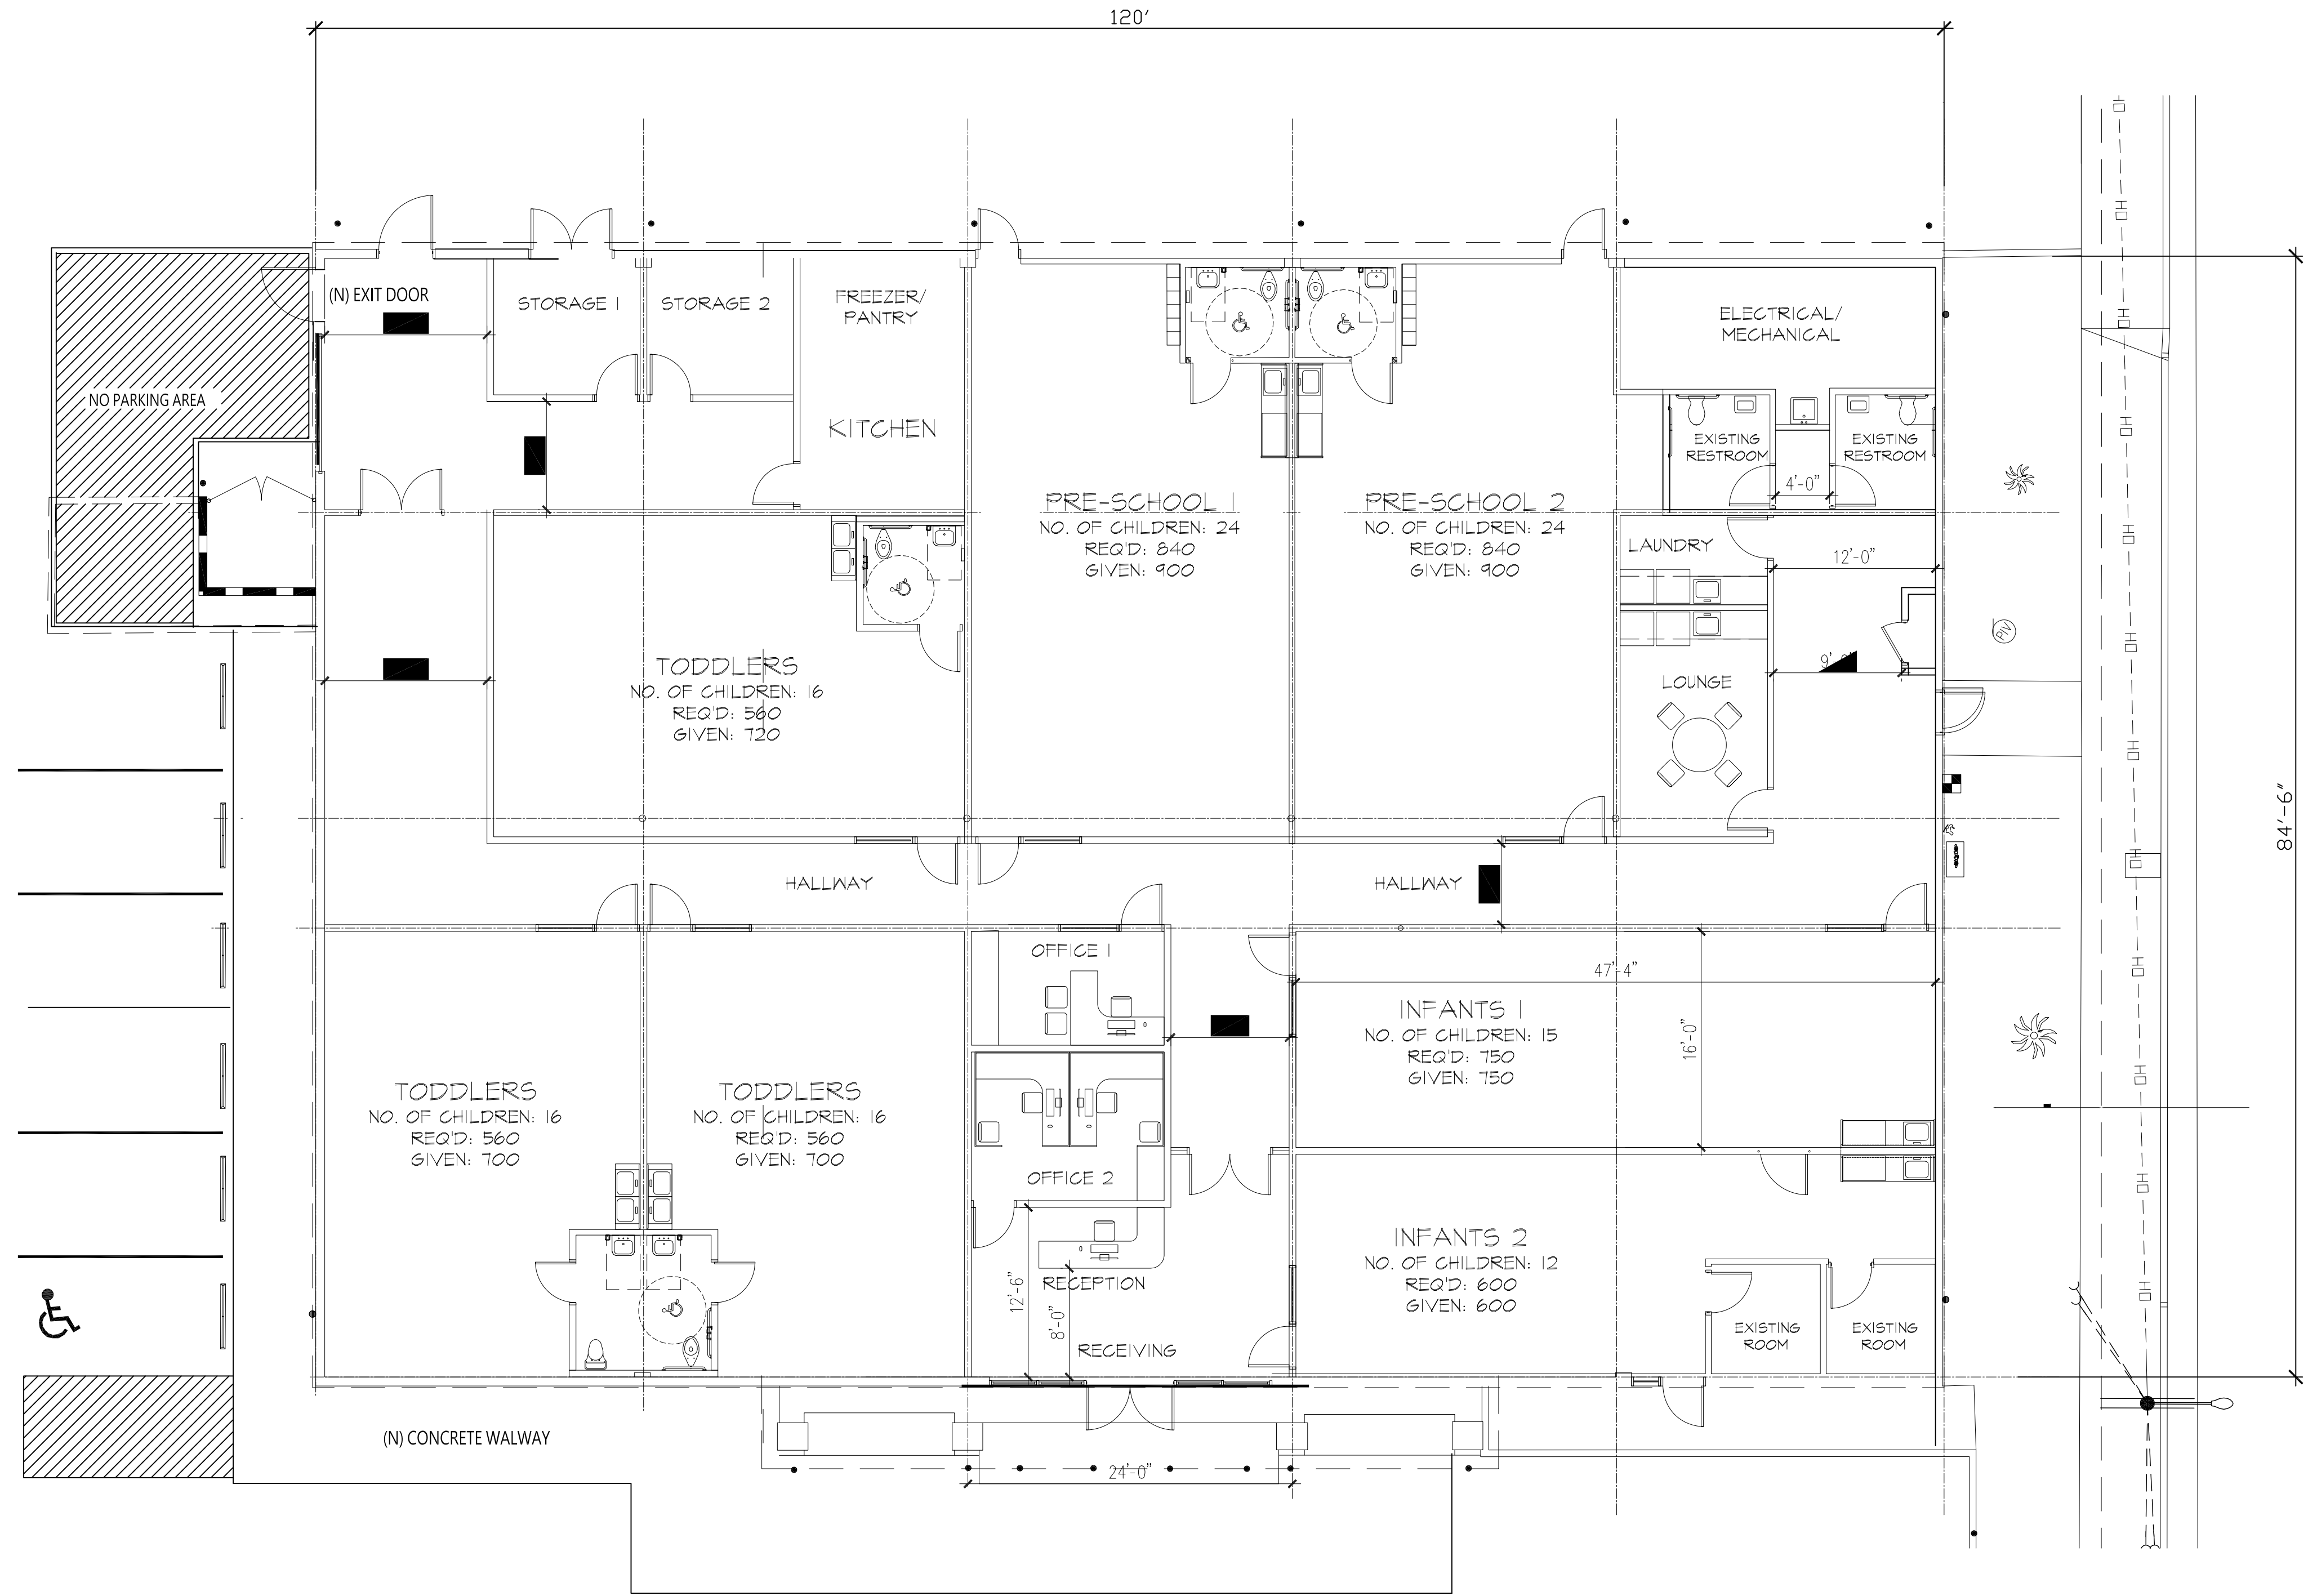 120'
(N) EXIT DOOR
STORAGE 1
STORAGE 2
FREEZER/
PANTRY
ELECTRICAL/
MECHANICAL
NO PARKING AREA
KITCHEN
EXISTING
RESTROOM
EXISTING
RESTROOM
4'-0"
PRE-SCHOOL 1
NO. OF CHILDREN: 24
REQ'D: 840
GIVEN: 900
PRE-SCHOOL 2
NO. OF CHILDREN: 24
REQ'D: 840
GIVEN: 900
LAUNDRY
12'-0"
PIV
TODDLERS
NO. OF CHILDREN: 16
REQ'D: 560
GIVEN: 720
LOUNGE
84'-6"
HALLWAY
HALLWAY
OFFICE 1
47'-4"
INFANTS 1
NO. OF CHILDREN: 15
REQ'D: 750
GIVEN: 750
16'-0"
TODDLERS
NO. OF CHILDREN: 16
REQ'D: 560
GIVEN: 700
TODDLERS
NO. OF CHILDREN: 16
REQ'D: 560
GIVEN: 700
OFFICE 2
INFANTS 2
NO. OF CHILDREN: 12
REQ'D: 600
GIVEN: 600
12'-6"
RECEPTION
8'-0"
RECEIVING
EXISTING
ROOM
EXISTING
ROOM
(N) CONCRETE WALWAY
24'-0"